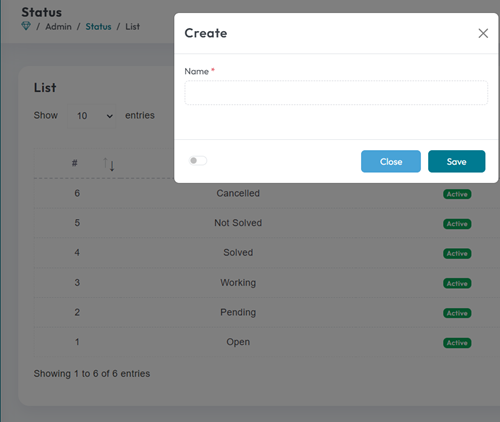 Status
/ Admin / Status / List
Create
Name *
Close
Save
List
Show 10 entries
#
6 Cancelled Active
5 Not Solved Active
4 Solved Active
3 Working Active
2 Pending Active
1 Open Active
Showing 1 to 6 of 6 entries